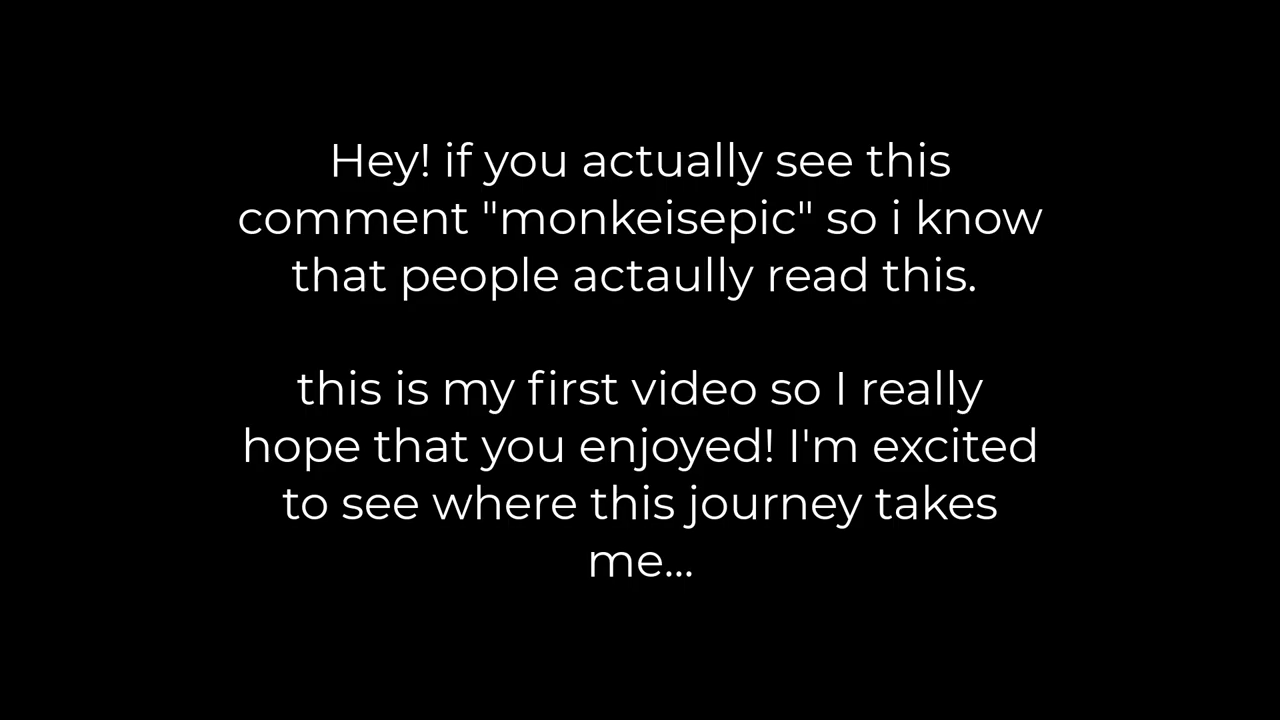 Hey! if you actually see this
comment "monkeisepic" so i know
that people actaully read this.
this is my first video so I really
hope that you enjoyed! I'm excited
to see where this journey takes
me...